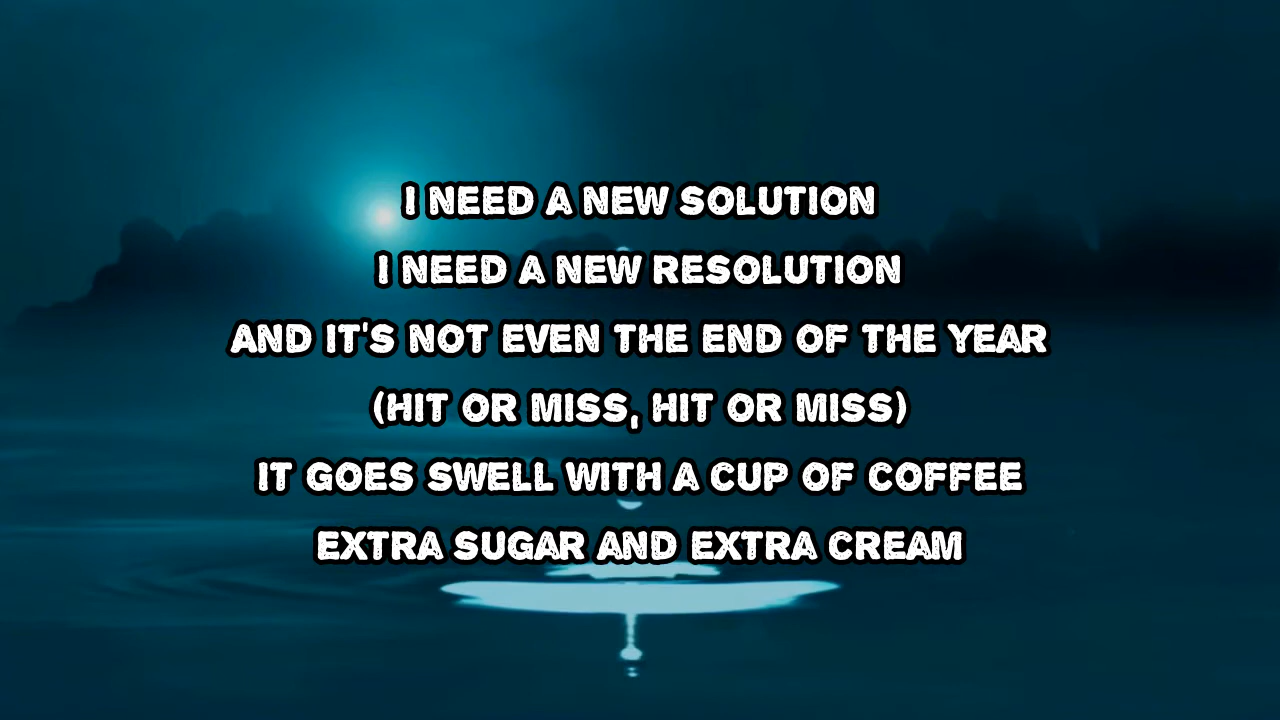 I NEED A NEW SOLUTION
I NEED A NEW RESOLUTION
AND IT'S NOT EVEN THE END OF THE YEAR
(HIT OR MISS, HIT OR MISS)
IT GOES SWELL WITH A CUP OF COFFEE
EXTRA SUGAR AND EXTRA CREAM